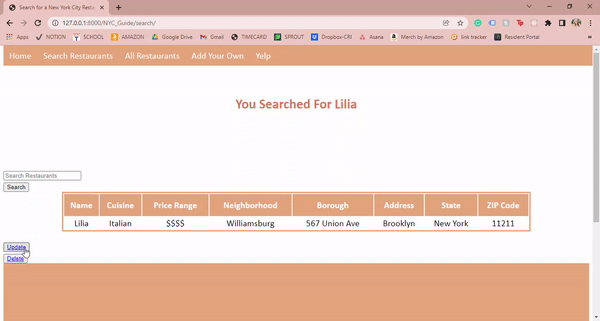 Search for a New York City Resta
127.0.0.1:8000/NYC_Guide/search/
Apps NOTION SCHOOL AMAZON Google Drive Gmail TIMECARD SPROUT Dropbox-CRI Asana Merch by Amazon link tracker Resident Portal
Home Search Restaurants All Restaurants Add Your Own Yelp
You Searched For Lilia
Search Restaurants
Search
Name Cuisine Price Range Neighborhood Borough Address State ZIP Code
Lilia Italian $$$$ Williamsburg 567 Union Ave Brooklyn New York 11211
Update
Delete